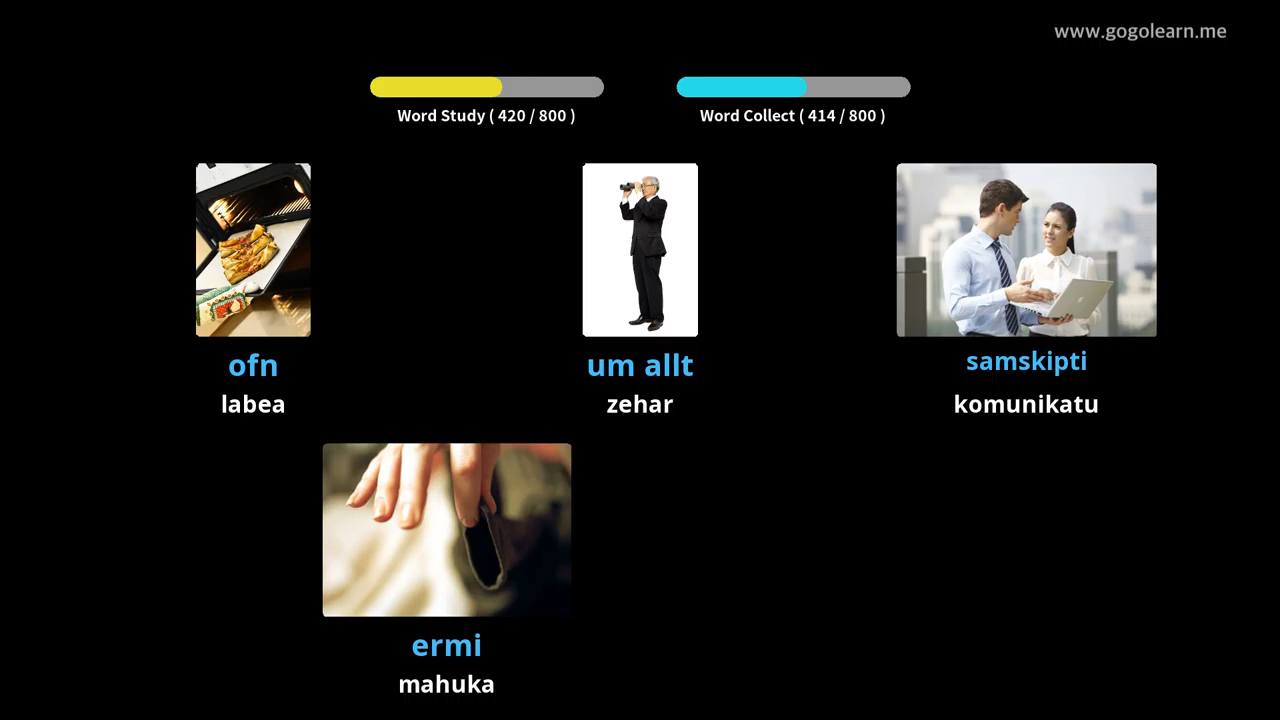 www.gogolearn.me
Word Study ( 420 / 800 )
Word Collect ( 414 / 800 )
ofn
labea
um allt
zehar
samskipti
komunikatu
ermi
mahuka